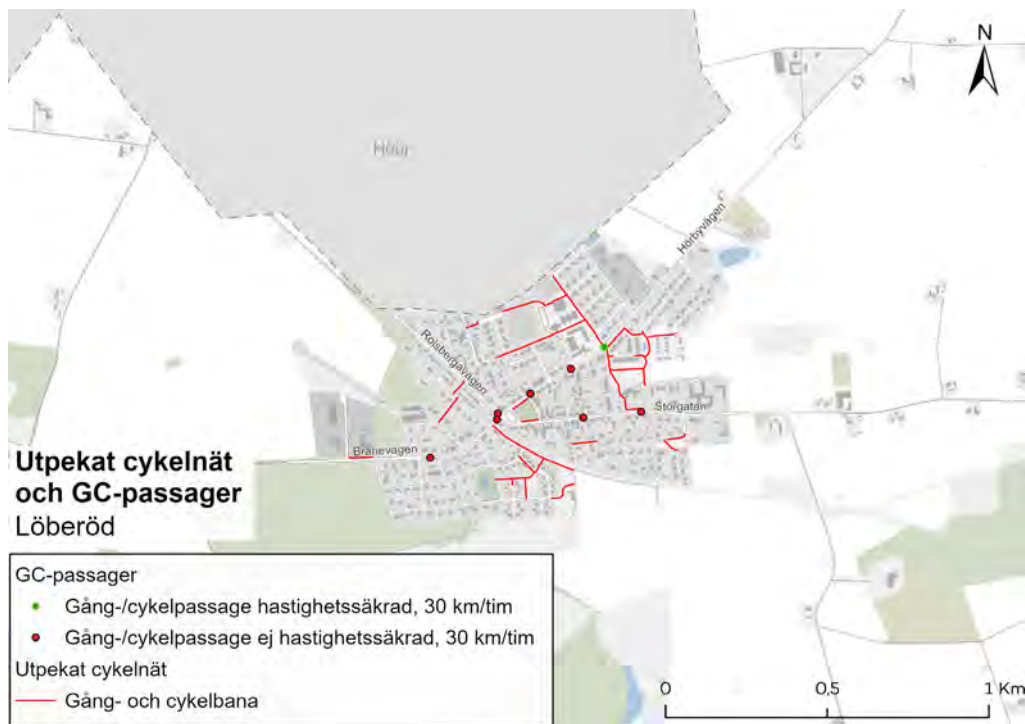 N
Höör
Hörbyvägen
Rolsbergavägen
Storgatan
Brahevägen
Utpekat cykelnät
och GC-passager
Löberöd
GC-passager
Gång-/cykelpassage hastighetssäkrad, 30 km/tim
Gång-/cykelpassage ej hastighetssäkrad, 30 km/tim
Utpekat cykelnät
Gång- och cykelbana
0 0,5 1 Km